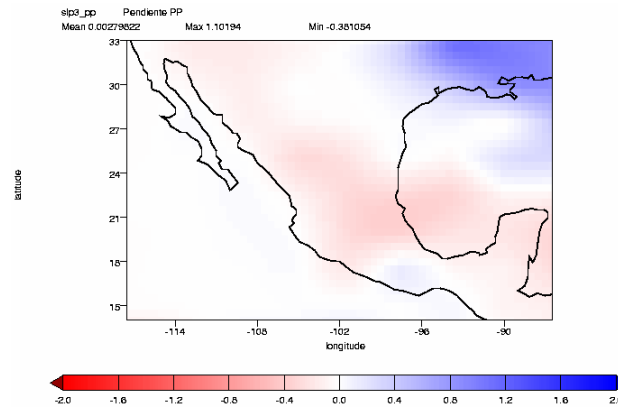 slp3_pp Pendiente PP
Mean 0.00279822 Max 1.10194 Min -0.381054
33
30
27
24
21
18
15
latitude
-114 -108 -102 -96 -90
longitude
-2.0 -1.6 -1.2 -0.8 -0.4 0.0 0.4 0.8 1.2 1.6 2.0